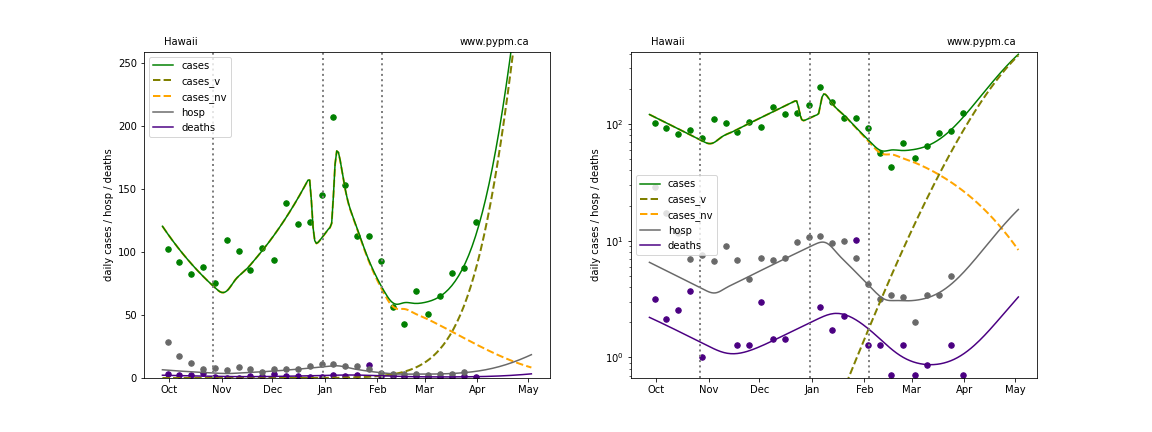 Hawaii
www.pypm.ca
daily cases / hosp / deaths
250
200
150
100
50
0
cases
cases_v
cases_nv
hosp
deaths
Oct
Nov
Dec
Jan
Feb
Mar
Apr
May
Hawaii
www.pypm.ca
daily cases / hosp / deaths
10²
10¹
10⁰
cases
cases_v
cases_nv
hosp
deaths
Oct
Nov
Dec
Jan
Feb
Mar
Apr
May